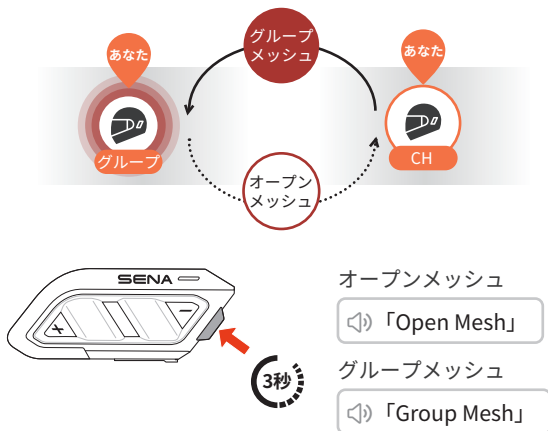 グループ
メッシュ
あなた
あなた
グループ
CH
オープン
メッシュ
SENA
+
−
3秒
オープンメッシュ
「Open Mesh」
グループメッシュ
「Group Mesh」